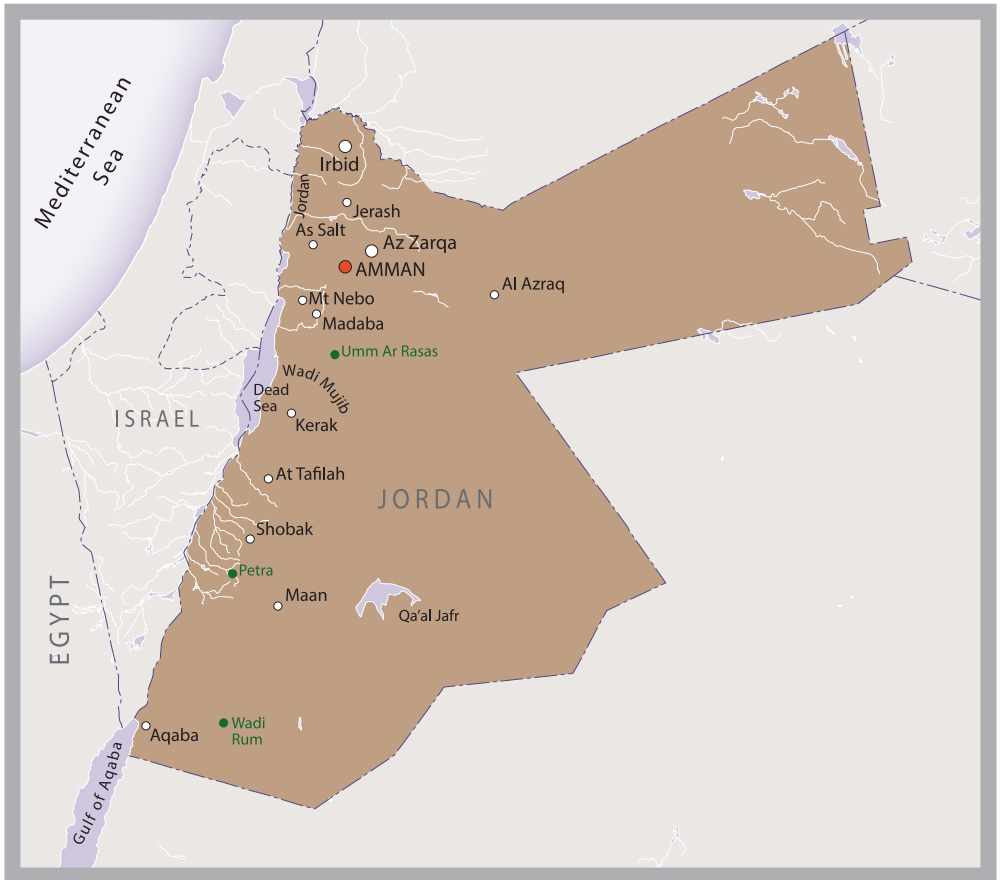 Mediterranean
Sea
Irbid
Jordan
Jerash
As Salt
Az Zarqa
AMMAN
Al Azraq
Mt Nebo
Madaba
Umm Ar Rasas
Wadi Mujib
Dead
Sea
Kerak
ISRAEL
At Tafilah
JORDAN
Shobak
Petra
Maan
Qa'al Jafr
EGYPT
Aqaba
Wadi
Rum
Gulf of Aqaba